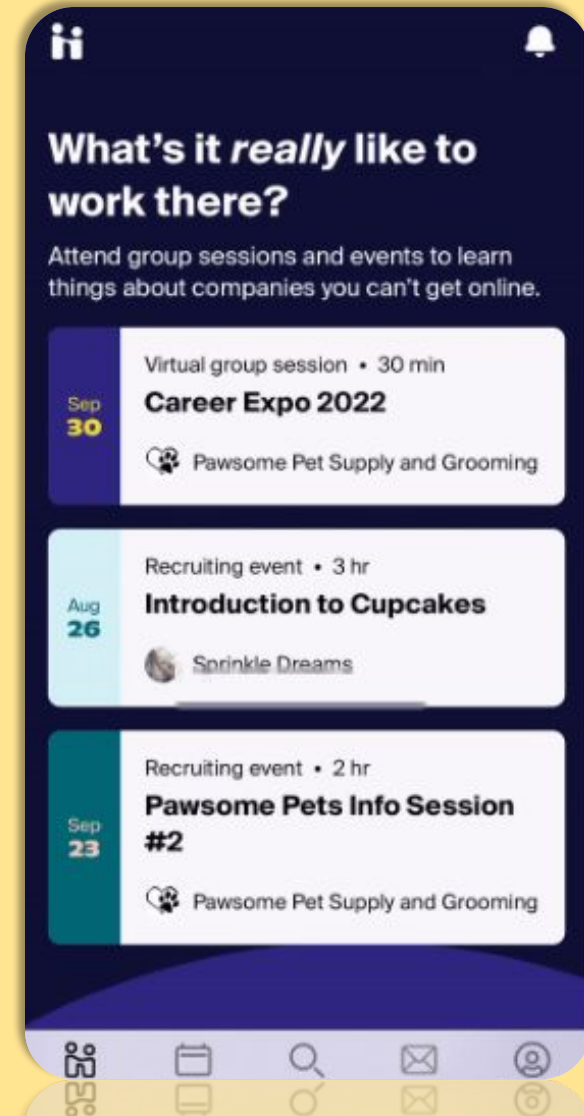 What's it really like to
work there?
Attend group sessions and events to learn
things about companies you can't get online.
Sep
30
Virtual group session • 30 min
Career Expo 2022
Pawsome Pet Supply and Grooming
Aug
26
Recruiting event • 3 hr
Introduction to Cupcakes
Sprinkle Dreams
Sep
23
Recruiting event • 2 hr
Pawsome Pets Info Session
#2
Pawsome Pet Supply and Grooming